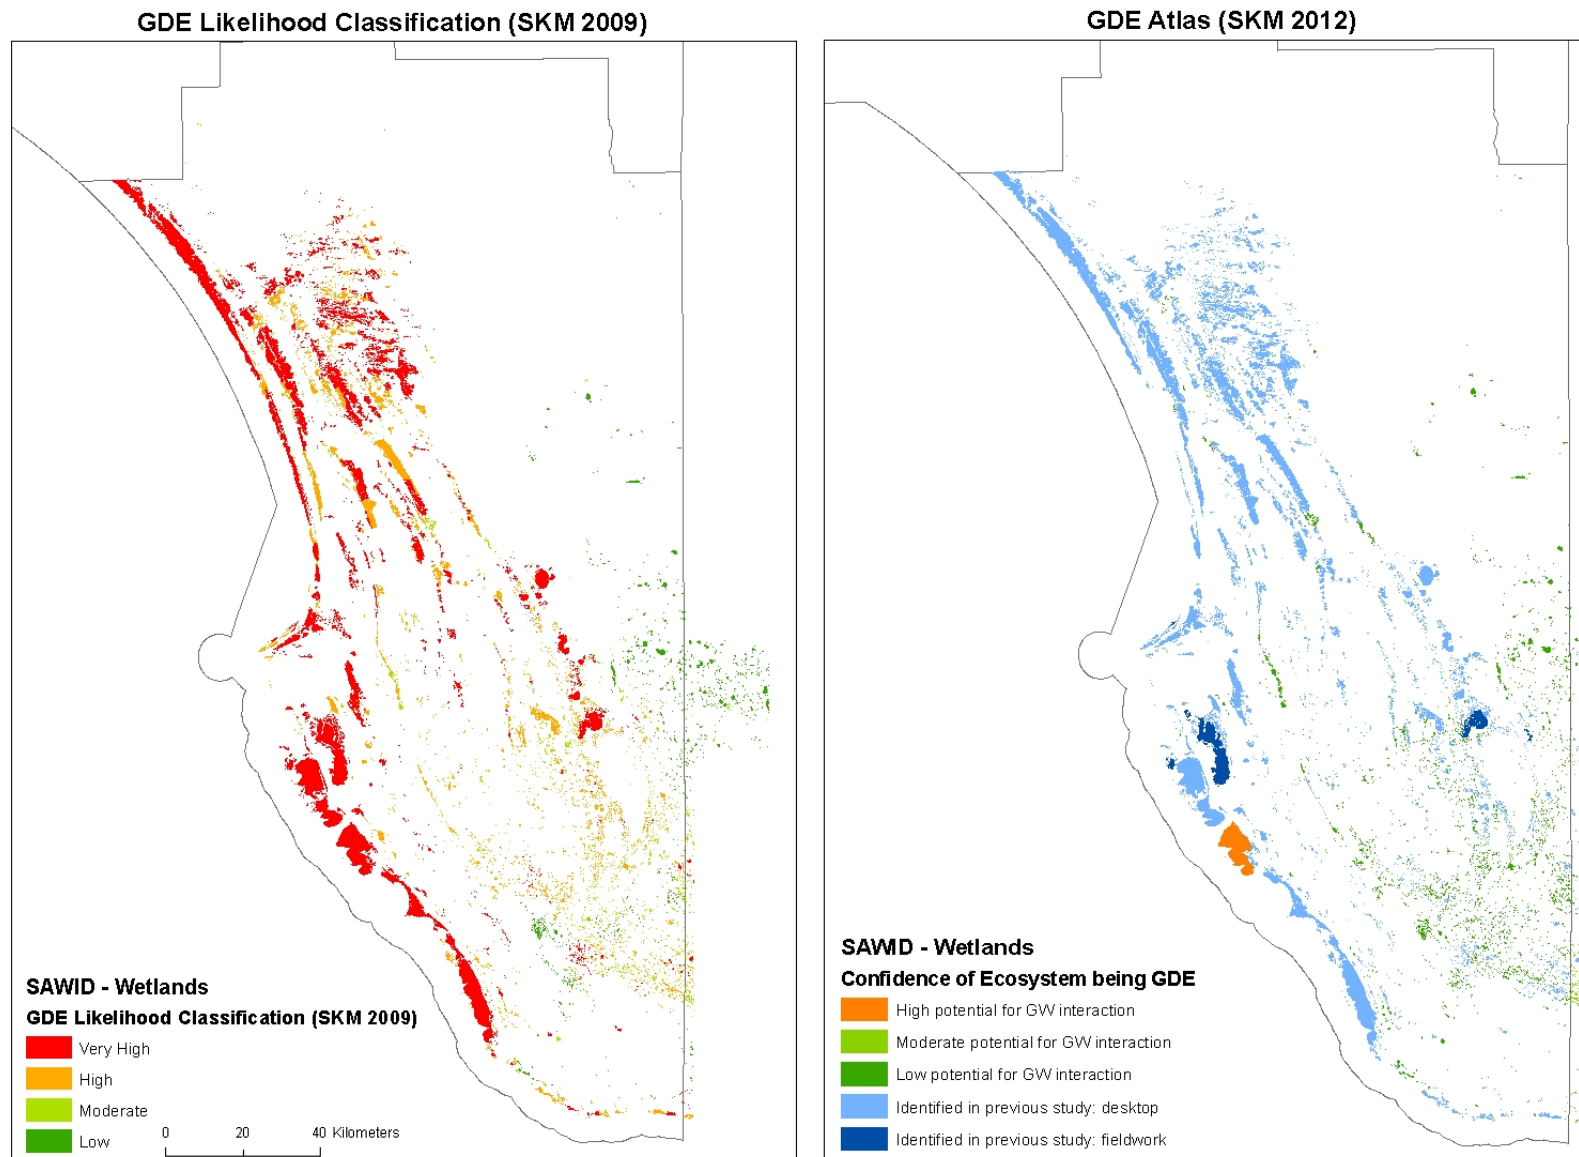 GDE Likelihood Classification (SKM 2009)
SAWID - Wetlands
GDE Likelihood Classification (SKM 2009)
Very High
High
Moderate
Low
0 20 40 Kilometers
GDE Atlas (SKM 2012)
SAWID - Wetlands
Confidence of Ecosystem being GDE
High potential for GW interaction
Moderate potential for GW interaction
Low potential for GW interaction
Identified in previous study: desktop
Identified in previous study: fieldwork